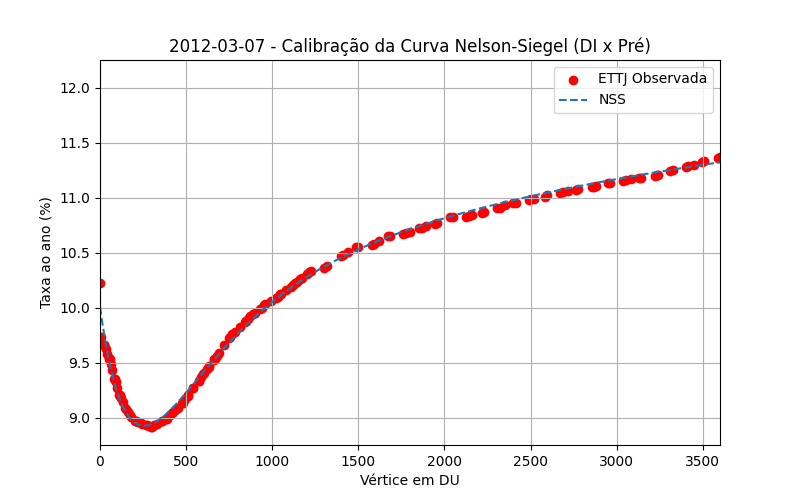 2012-03-07 - Calibração da Curva Nelson-Siegel (DI x Pré)
ETTJ Observada
NSS
Taxa ao ano (%)
12.0
11.5
11.0
10.5
10.0
9.5
9.0
0 500 1000 1500 2000 2500 3000 3500
Vértice em DU